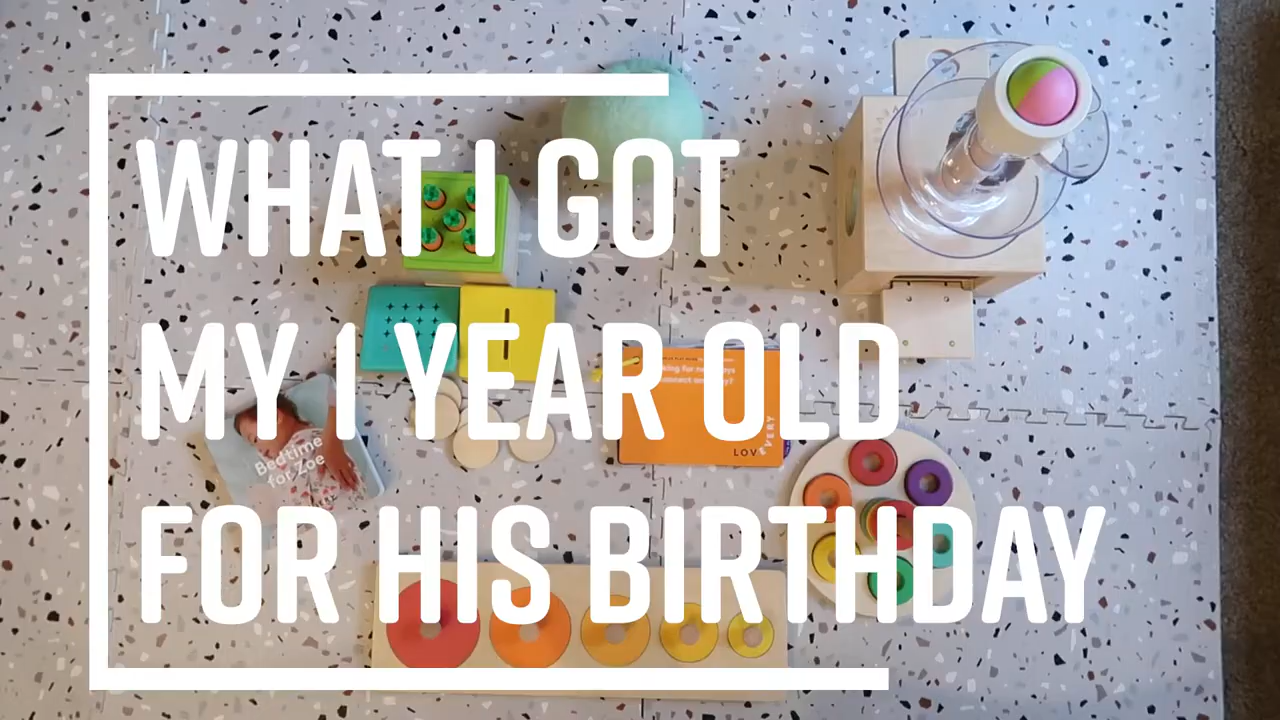 WHAT I GOT
MY 1 YEAR OLD
FOR HIS BIRTHDAY
Bedtime
for Zoe
LOVEVERY